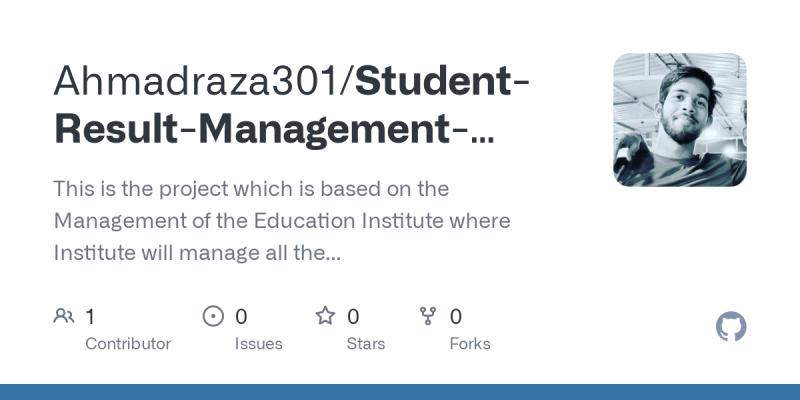 Ahmadraza301/Student-
Result-Management-...
This is the project which is based on the
Management of the Education Institute where
Institute will manage all the...
1
Contributor
0
Issues
0
Stars
0
Forks